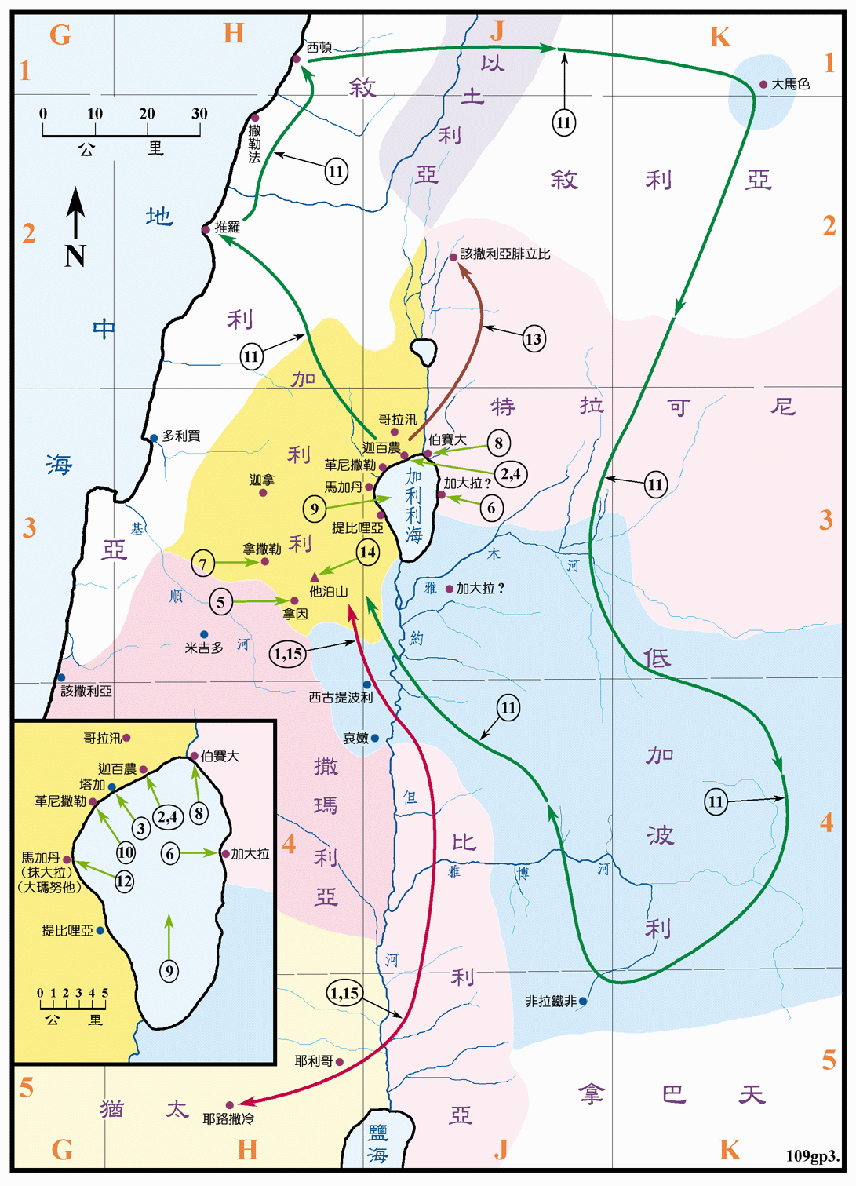 G
H
J
K
1
1
西頓
大馬色
敘
以
土
利
亞
0 10 20 30
公 里
撒勒法
11
11
敘 利 亞
地
推羅
2
2
N
該撒利亞腓立比
中
利
11
13
加
特 拉 可 尼
哥拉汛
多利買
迦百農
伯賽大
8
海
利
革尼撒勒
2,4
11
迦拿
馬加丹
加利利海
加大拉?
9
6
3
3
提比哩亞
基
亞
利
14
木
7
拿撒勒
河
他泊山
雅
加大拉?
5
拿因
順
約
米吉多
河
1,15
低
該撒利亞
西古提波利
11
哀嫩
加
撒
瑪
利
亞
但
11
波
4
4
比
雅 博 河
利
哥拉汛
伯賽大
迦百農
塔加
革尼撒勒
3
2,4
8
10
6
加大拉
馬加丹
(抹大拉)
(大瑪努他)
12
提比哩亞
9
0 1 2 3 4 5
公 里
河
利
1,15
非拉鐵非
耶利哥
5
5
猶 太
耶路撒冷
亞
拿 巴 天
鹽海
G
H
J
K
109gp3.